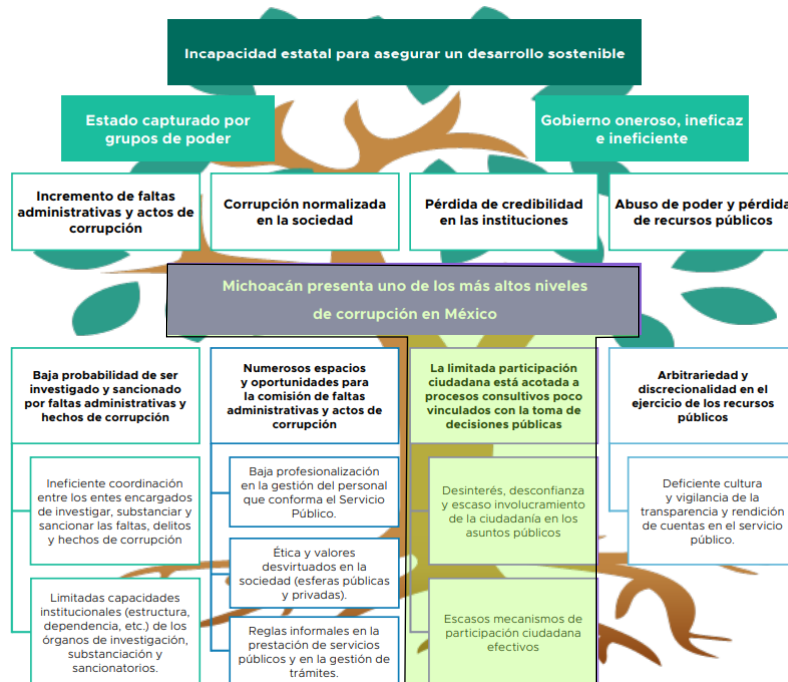 Incapacidad estatal para asegurar un desarrollo sostenible
Estado capturado por
grupos de poder
Gobierno oneroso, ineficaz
e ineficiente
Incremento de faltas
administrativas y actos de
corrupción
Corrupción normalizada
en la sociedad
Pérdida de credibilidad
en las instituciones
Abuso de poder y pérdida
de recursos públicos
Michoacán presenta uno de los más altos niveles
de corrupción en México
Baja probabilidad de ser
investigado y sancionado
por faltas administrativas y
hechos de corrupción
Ineficiente coordinación
entre los entes encargados
de investigar, substanciar y
sancionar las faltas, delitos
y hechos de corrupción
Limitadas capacidades
institucionales (estructura,
dependencia, etc.) de los
órganos de investigación,
substanciación y
sancionatorios.
Numerosos espacios
y oportunidades para
la comisión de faltas
administrativas y actos de
corrupción
Baja profesionalización
en la gestión del personal
que conforma el Servicio
Público.
Ética y valores
desvirtuados en la
sociedad (esferas públicas
y privadas).
Reglas informales en la
prestación de servicios
públicos y en la gestión de
trámites.
La limitada participación
ciudadana está acotada a
procesos consultivos poco
vinculados con la toma de
decisiones públicas
Desinterés, desconfianza
y escaso involucramiento
de la ciudadanía en los
asuntos públicos
Escasos mecanismos de
participación ciudadana
efectivos
Arbitrariedad y
discrecionalidad en el
ejercicio de los recursos
públicos
Deficiente cultura
y vigilancia de la
transparencia y rendición
de cuentas en el servicio
público.